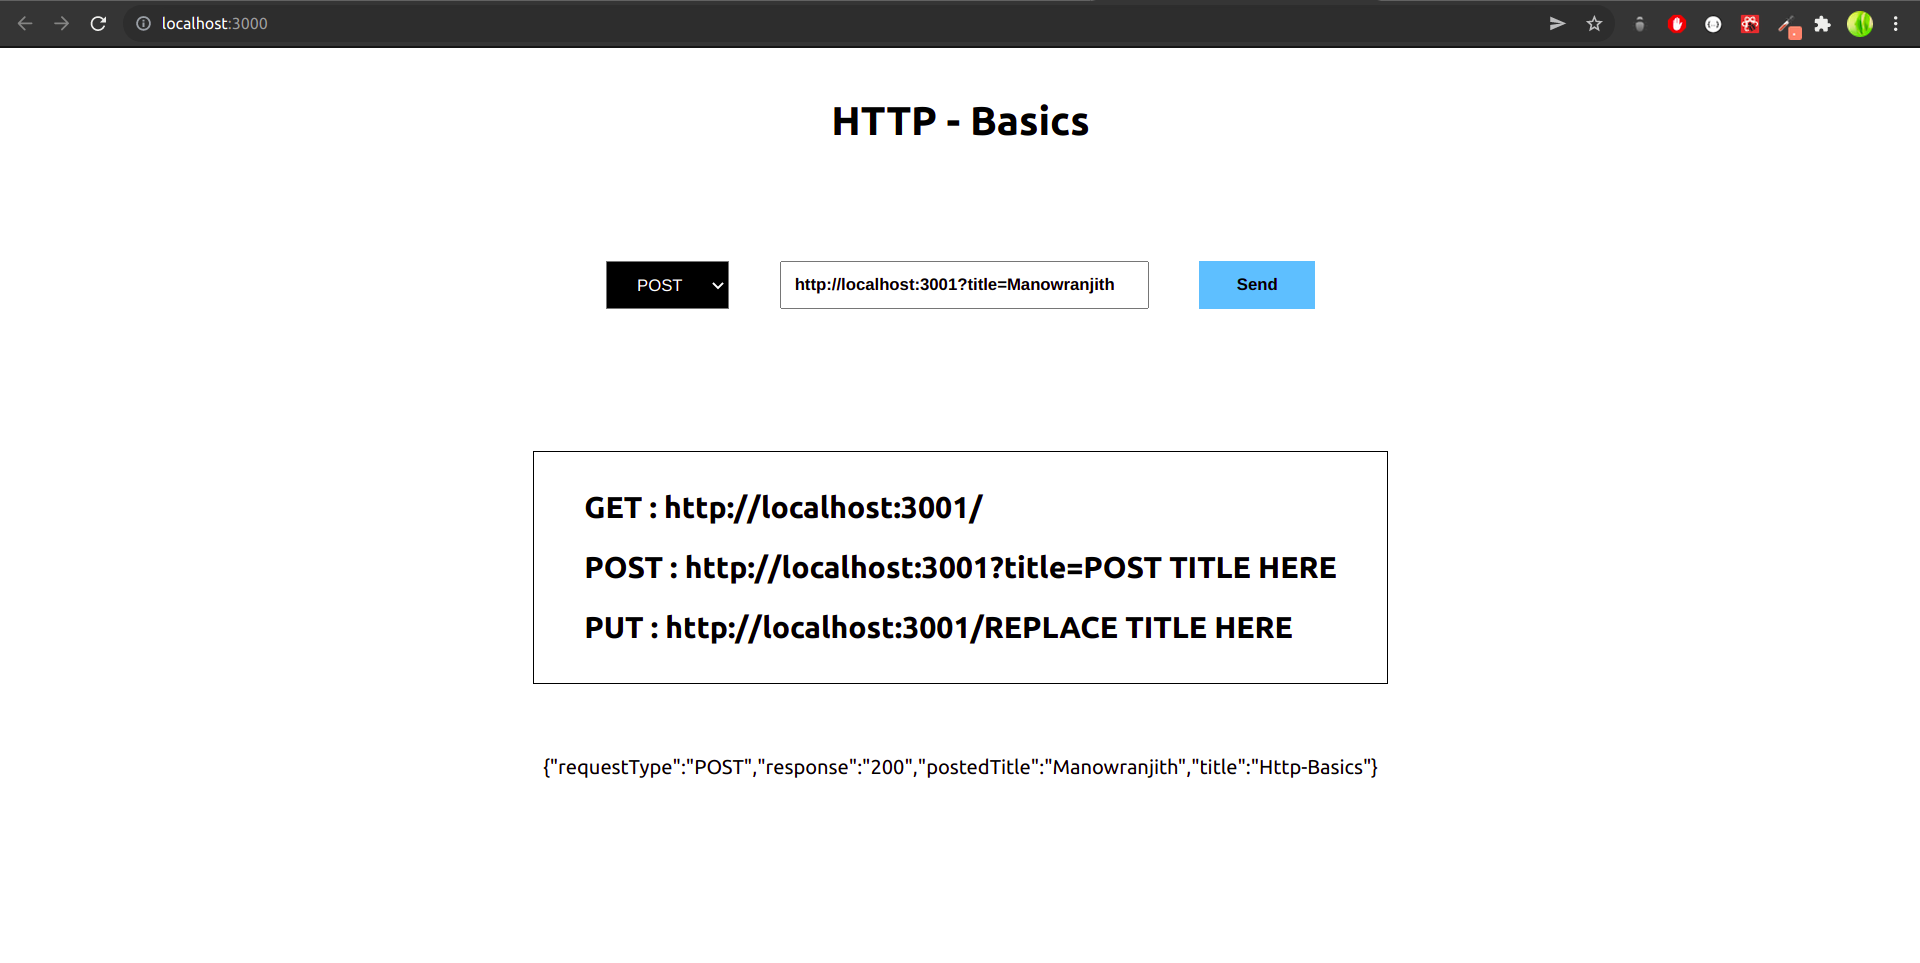 localhost:3000
HTTP - Basics
POST
http://localhost:3001?title=Manowranjith
Send
GET : http://localhost:3001/
POST : http://localhost:3001?title=POST TITLE HERE
PUT : http://localhost:3001/REPLACE TITLE HERE
{"requestType":"POST","response":"200","postedTitle":"Manowranjith","title":"Http-Basics"}